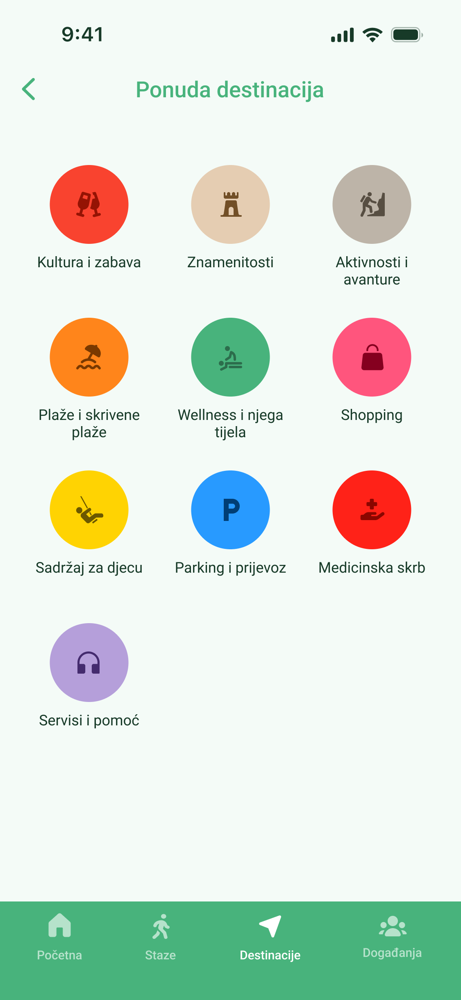 9:41
Ponuda destinacija
Kultura i zabava
Znamenitosti
Aktivnosti i
avanture
Plaže i skrivene
plaže
Wellness i njega
tijela
Shopping
Sadržaj za djecu
P
Parking i prijevoz
Medicinska skrb
Servisi i pomoć
Početna
Staze
Destinacije
Događanja